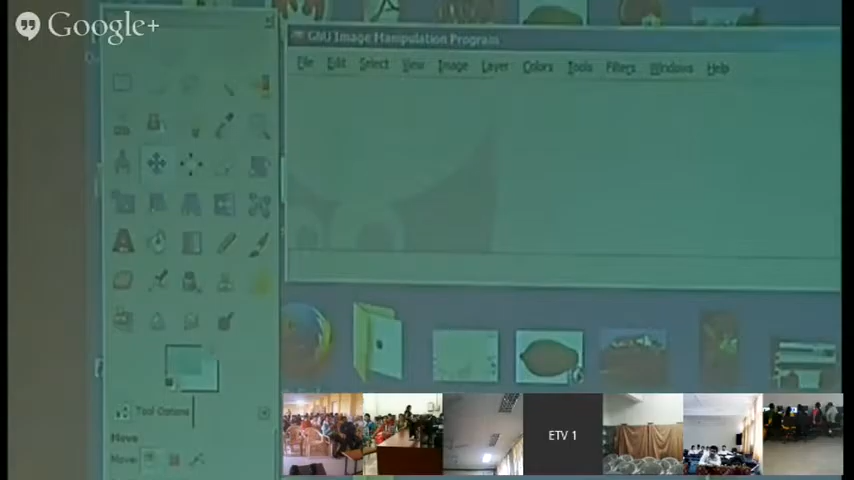 Google+
GNU Image Manipulation Program
File Edit Select View Image Layer Colors Tools Filters Windows Help
Tool Options
Move
Move:
ETV 1